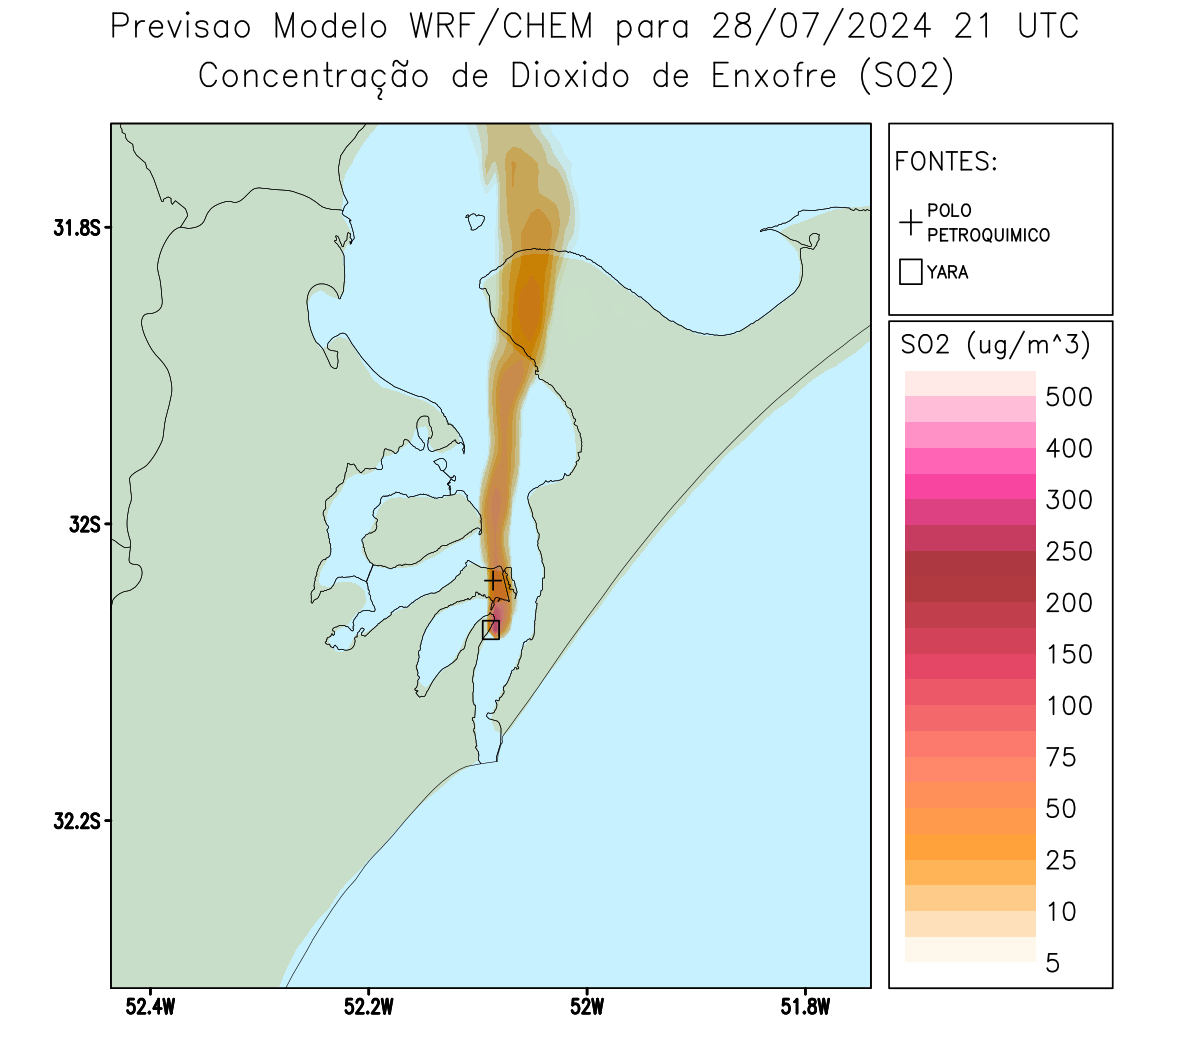 Previsao Modelo WRF/CHEM para 28/07/2024 21 UTC
Concentração de Dioxido de Enxofre (SO2)
FONTES:
POLO
PETROQUIMICO
YARA
31.8S
32S
32.2S
52.4W
52.2W
52W
51.8W
SO2 (ug/m^3)
500
400
300
250
200
150
100
75
50
25
10
5